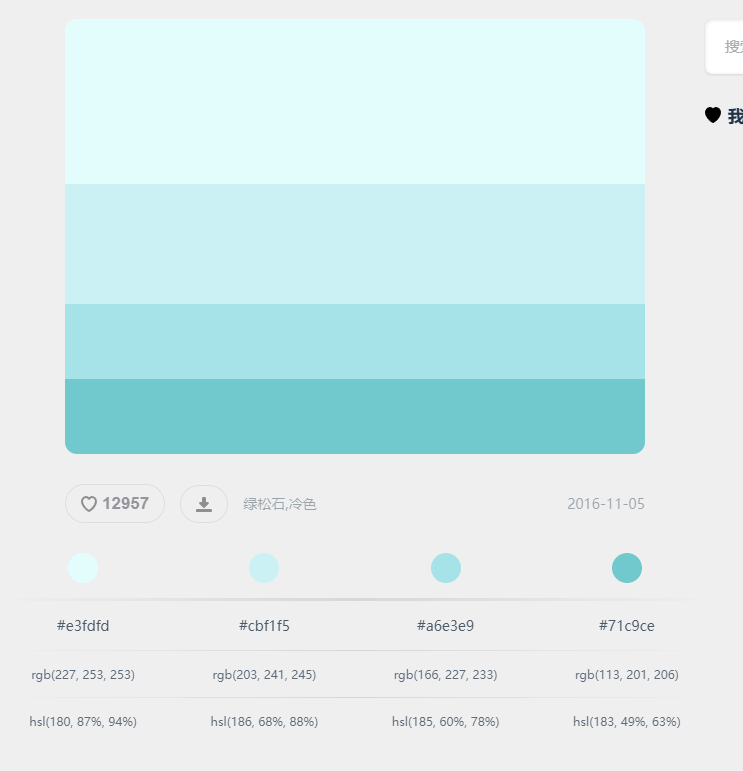 搜
我
12957
绿松石,冷色
2016-11-05
#e3fdfd
#cbf1f5
#a6e3e9
#71c9ce
rgb(227, 253, 253)
rgb(203, 241, 245)
rgb(166, 227, 233)
rgb(113, 201, 206)
hsl(180, 87%, 94%)
hsl(186, 68%, 88%)
hsl(185, 60%, 78%)
hsl(183, 49%, 63%)